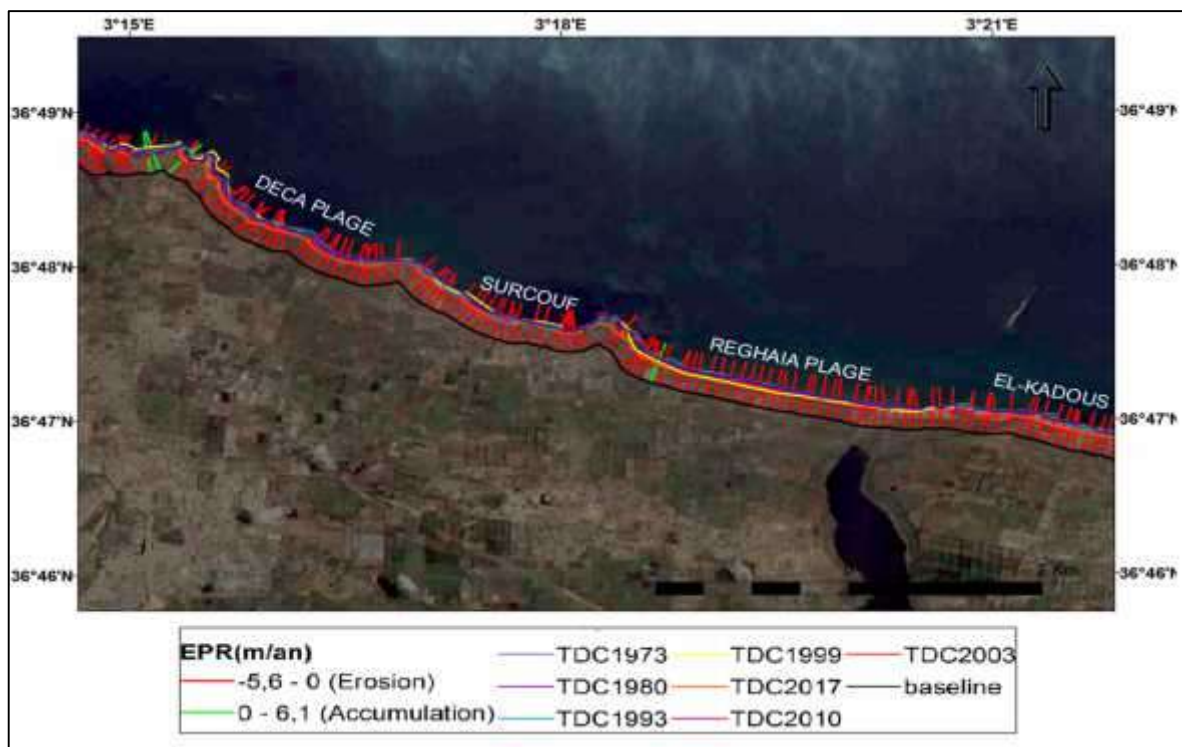 3°15'E 3°18'E 3°21'E
36°49'N 36°49'N
DECA PLAGE
36°48'N 36°48'N
SURCOUF
REGHAIA PLAGE
EL-KADOUS
36°47'N 36°47'N
36°46'N 36°46'N
2 Km
EPR(m/an)
-5,6 - 0 (Erosion)
0 - 6,1 (Accumulation)
TDC1973
TDC1980
TDC1993
TDC1999
TDC2017
TDC2010
TDC2003
baseline